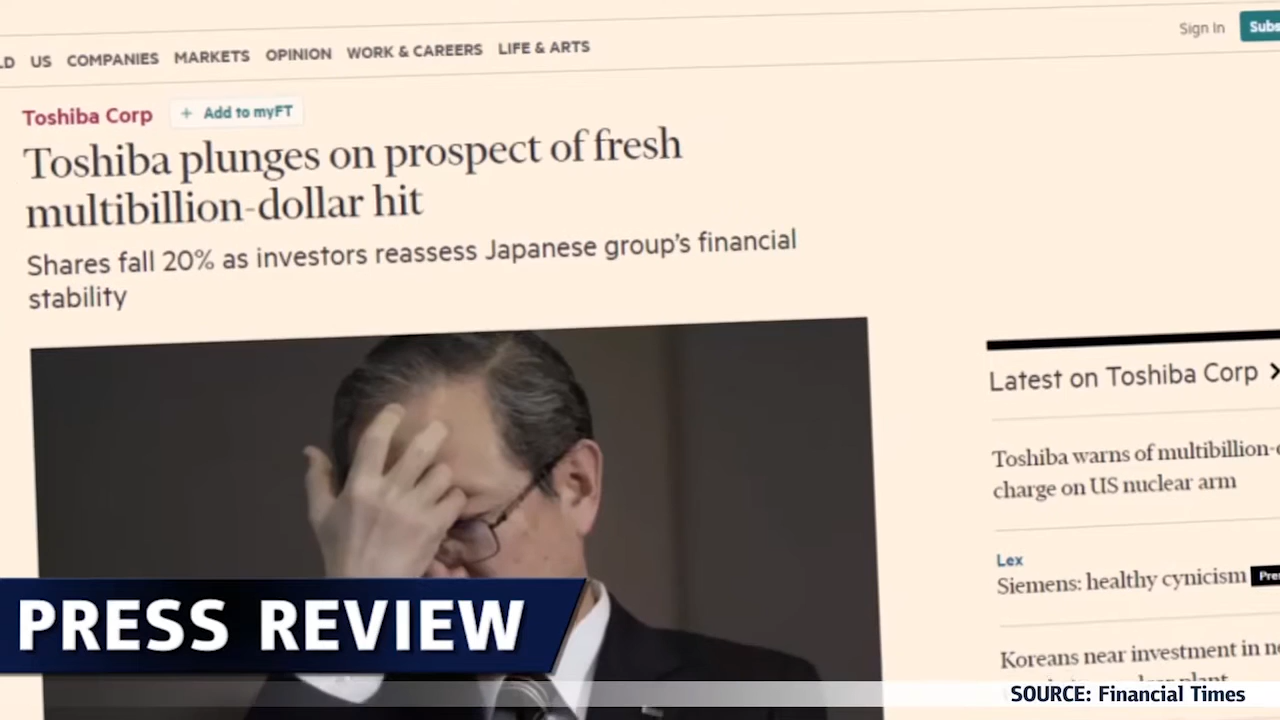 US COMPANIES MARKETS OPINION WORK & CAREERS LIFE & ARTS
Sign In
Toshiba Corp + Add to myFT
Toshiba plunges on prospect of fresh
multibillion-dollar hit
Shares fall 20% as investors reassess Japanese group's financial
stability
Latest on Toshiba Corp
Toshiba warns of multibillion-
charge on US nuclear arm
Lex
Siemens: healthy cynicism
Koreans near investment in
PRESS REVIEW
SOURCE: Financial Times